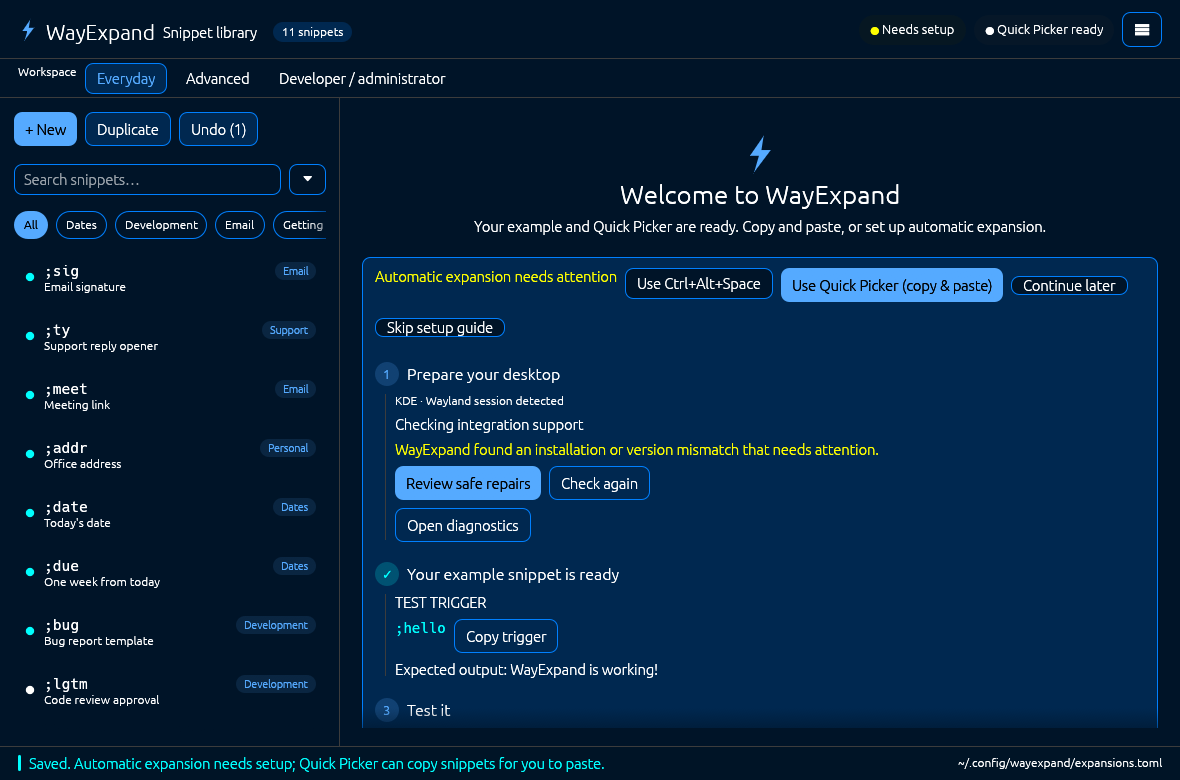 WayExpand Snippet library 11 snippets
Needs setup
Quick Picker ready
Workspace Everyday Advanced Developer / administrator
+ New Duplicate Undo (1)
Search snippets…
All Dates Development Email Getting
;sig Email
Email signature
;ty Support
Support reply opener
;meet Email
Meeting link
;addr Personal
Office address
;date Dates
Today's date
;due Dates
One week from today
;bug Development
Bug report template
;lgtm Development
Code review approval
Welcome to WayExpand
Your example and Quick Picker are ready. Copy and paste, or set up automatic expansion.
Automatic expansion needs attention Use Ctrl+Alt+Space Use Quick Picker (copy & paste) Continue later
Skip setup guide
1 Prepare your desktop
KDE · Wayland session detected
Checking integration support
WayExpand found an installation or version mismatch that needs attention.
Review safe repairs Check again
Open diagnostics
✓ Your example snippet is ready
TEST TRIGGER
;hello Copy trigger
Expected output: WayExpand is working!
3 Test it
Saved. Automatic expansion needs setup; Quick Picker can copy snippets for you to paste.
~/.config/wayexpand/expansions.toml